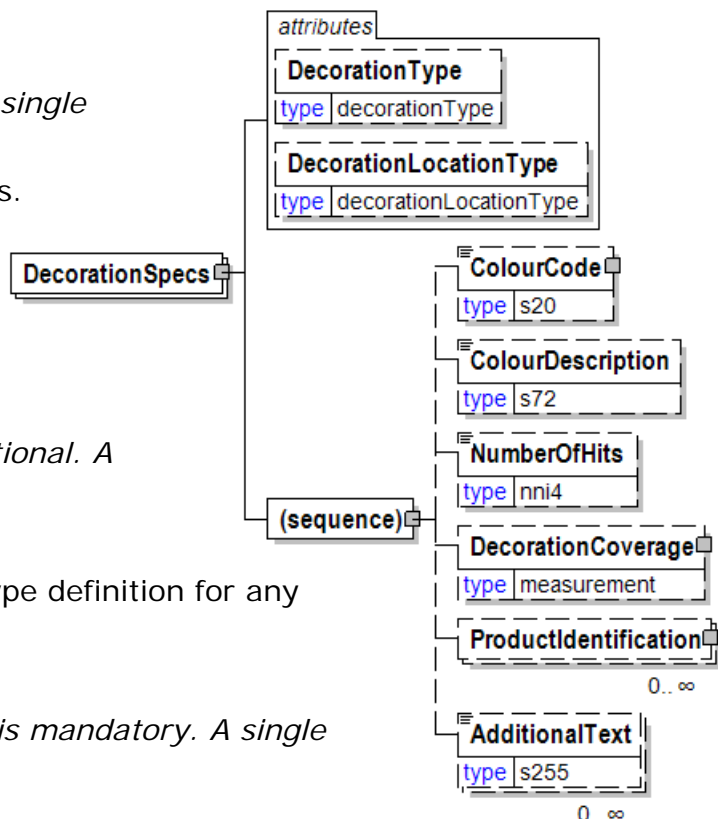 single
s.
tional. A
ype definition for any
is mandatory. A single
attributes
DecorationType
type decorationType
DecorationLocationType
type decorationLocationType
DecorationSpecs
(sequence)
ColourCode
type s20
ColourDescription
type s72
NumberOfHits
type nni4
DecorationCoverage
type measurement
ProductIdentification
0..∞
AdditionalText
type s255
0..∞